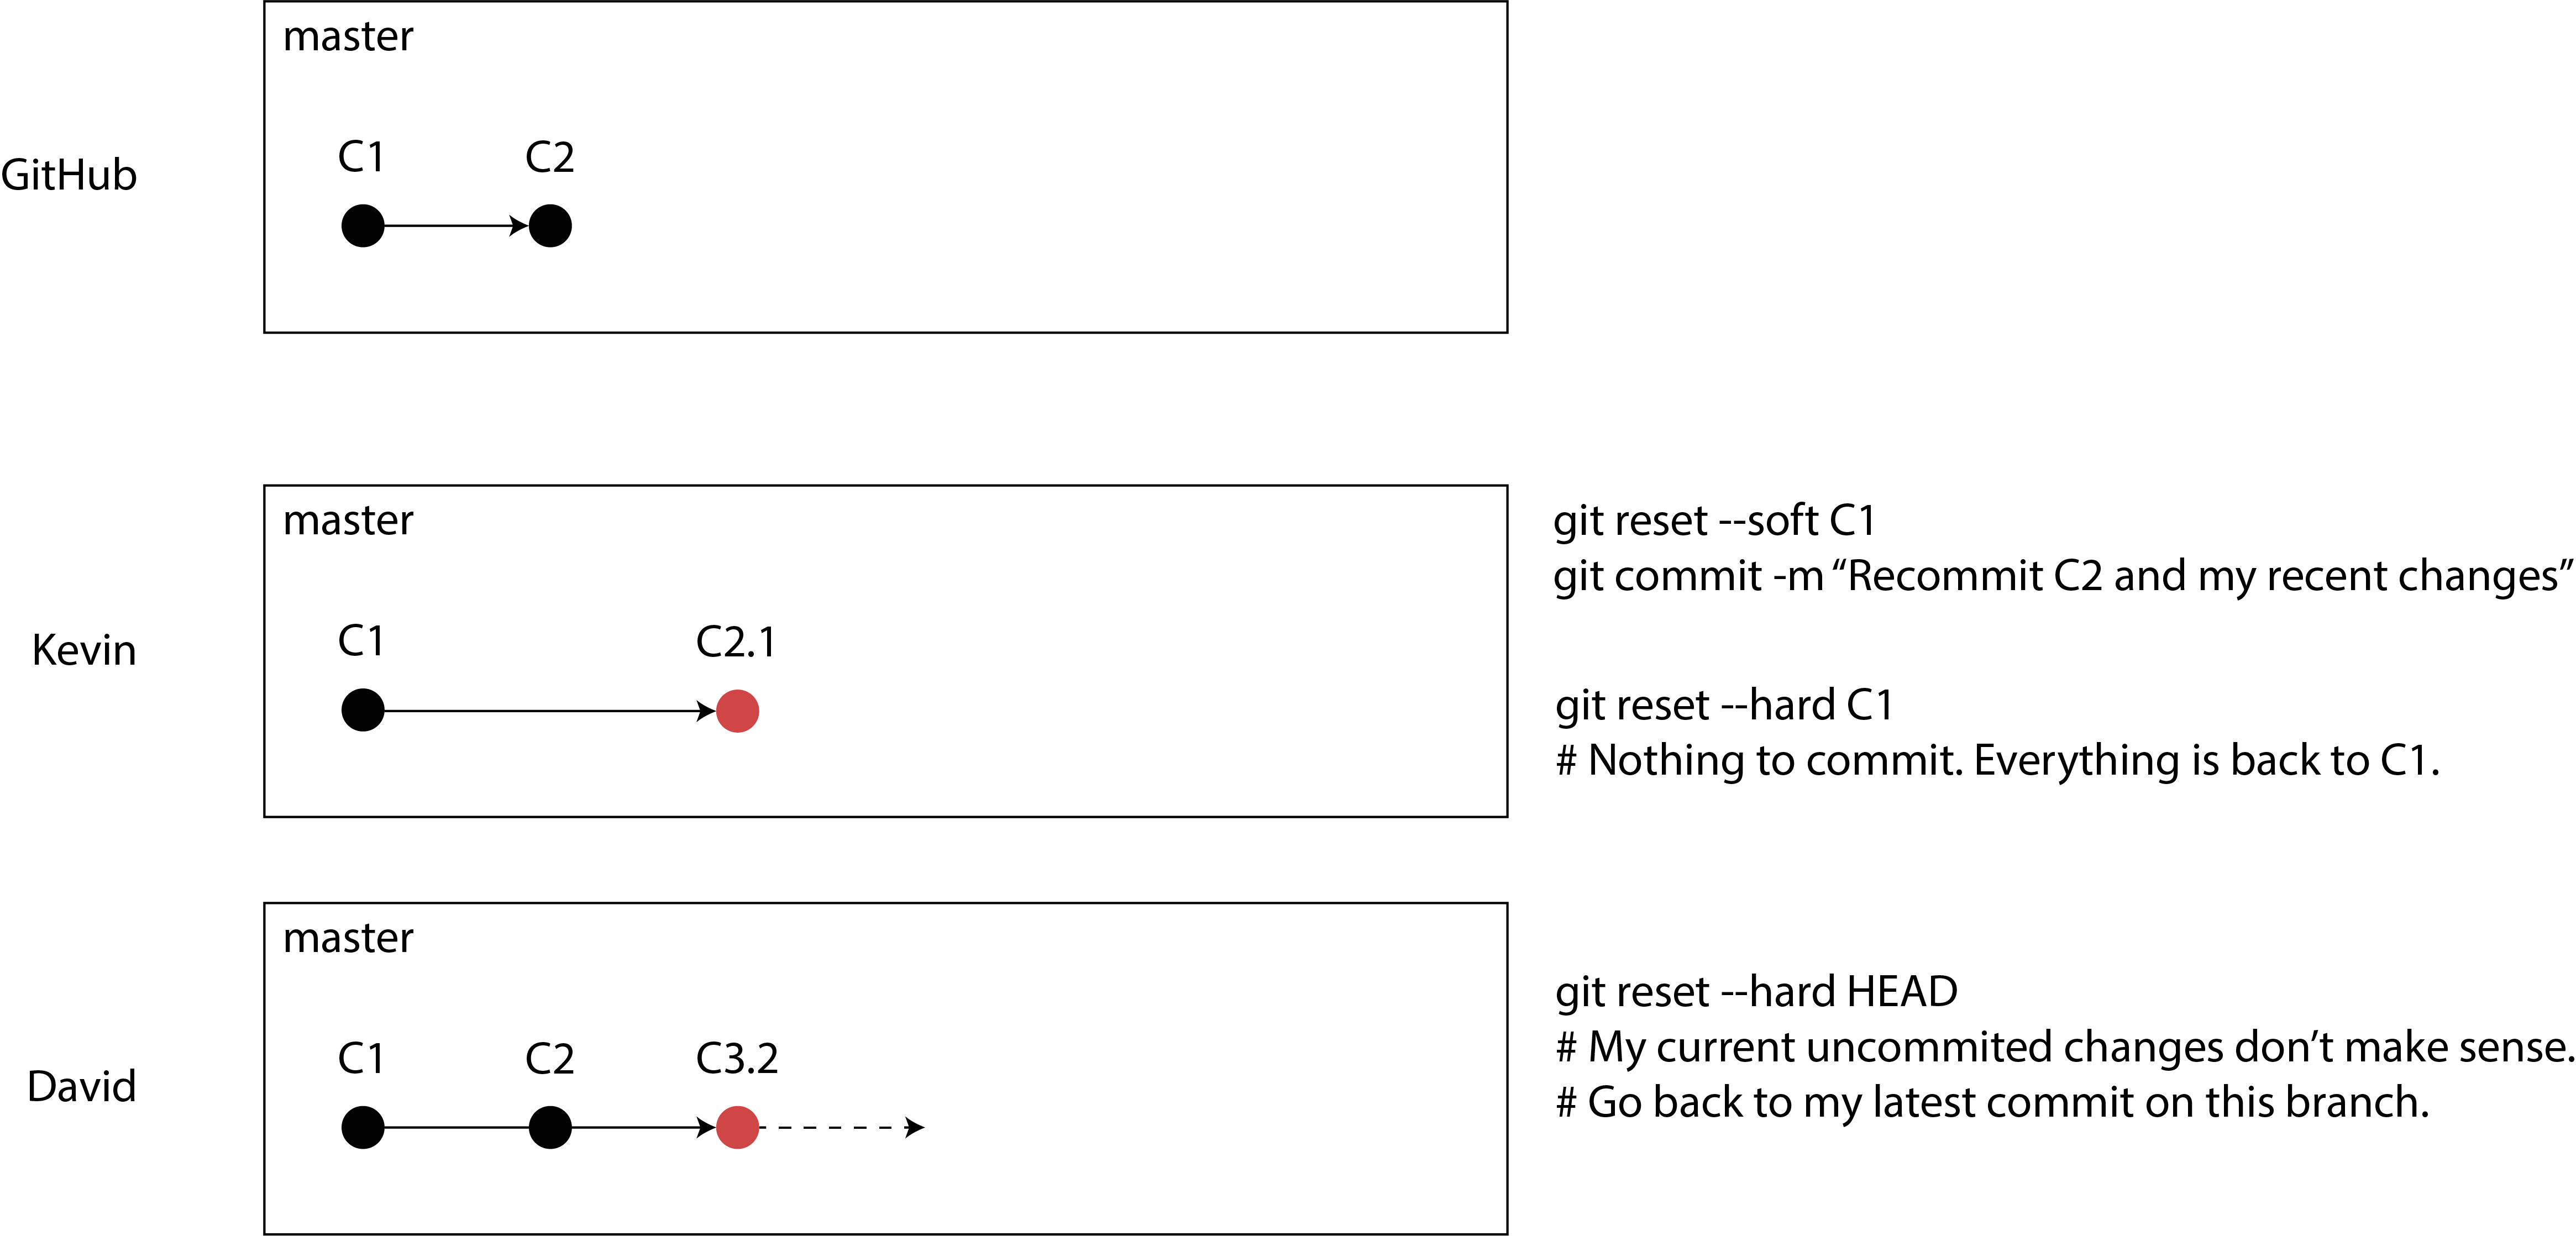 master
C1 C2
GitHub
master
C1 C2.1
Kevin
git reset --soft C1
git commit -m “Recommit C2 and my recent changes”
git reset --hard C1
# Nothing to commit. Everything is back to C1.
master
C1 C2 C3.2
David
git reset --hard HEAD
# My current uncommited changes don’t make sense.
# Go back to my latest commit on this branch.